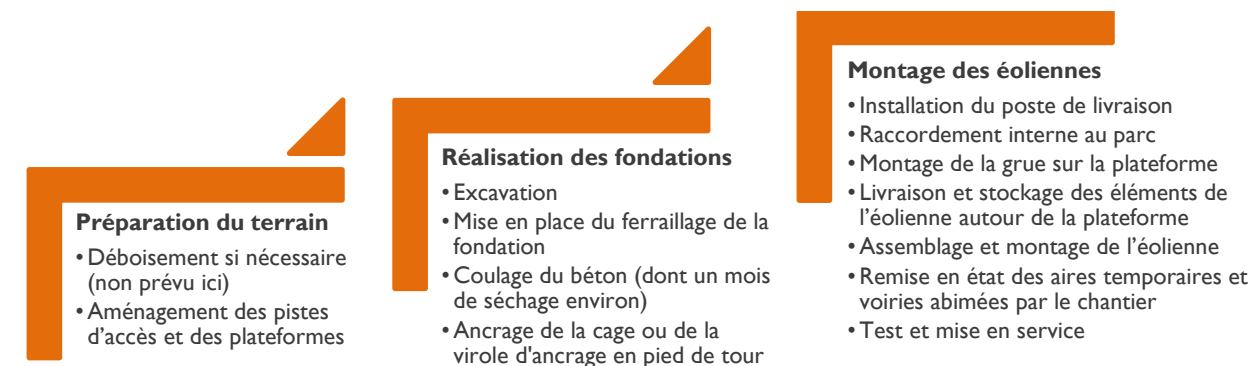 Préparation du terrain
• Déboisement si nécessaire
(non prévu ici)
• Aménagement des pistes
d'accès et des plateformes
Réalisation des fondations
• Excavation
• Mise en place du ferraillage de la
fondation
• Coulage du béton (dont un mois
de séchage environ)
• Ancrage de la cage ou de la
virole d'ancrage en pied de tour
Montage des éoliennes
• Installation du poste de livraison
• Raccordement interne au parc
• Montage de la grue sur la plateforme
• Livraison et stockage des éléments de
l'éolienne autour de la plateforme
• Assemblage et montage de l'éolienne
• Remise en état des aires temporaires et
voiries abimées par le chantier
• Test et mise en service